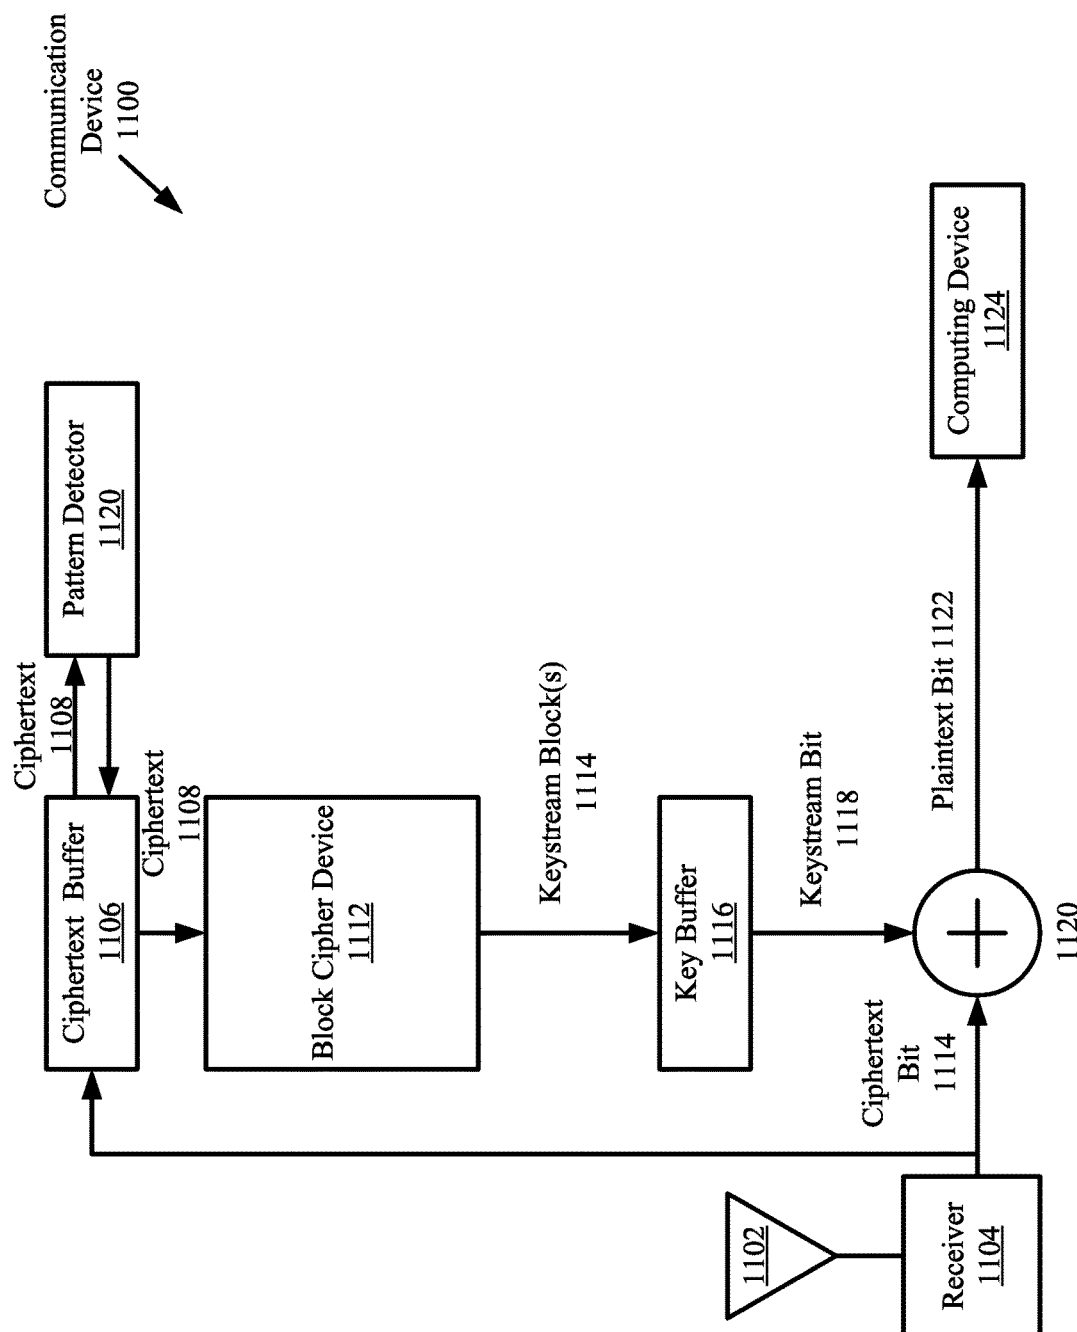 Communication
Device
1100
Ciphertext
1108
Pattern Detector
1120
Ciphertext Buffer
1106
Ciphertext
1108
Block Cipher Device
1112
Keystream Block(s)
1114
Key Buffer
1116
Keystream Bit
1118
Ciphertext
Bit
1114
1120
Plaintext Bit 1122
Computing Device
1124
1102
Receiver
1104